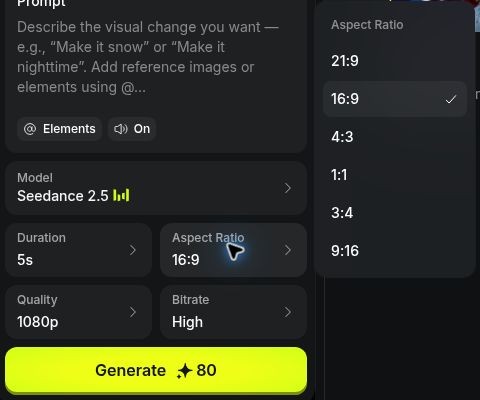 Prompt
Describe the visual change you want —
e.g., “Make it snow” or “Make it
nighttime”. Add reference images or
elements using @...
Elements
On
Model
Seedance 2.5
Duration
5s
Aspect Ratio
16:9
Quality
1080p
Bitrate
High
Generate 80
Aspect Ratio
21:9
16:9
4:3
1:1
3:4
9:16